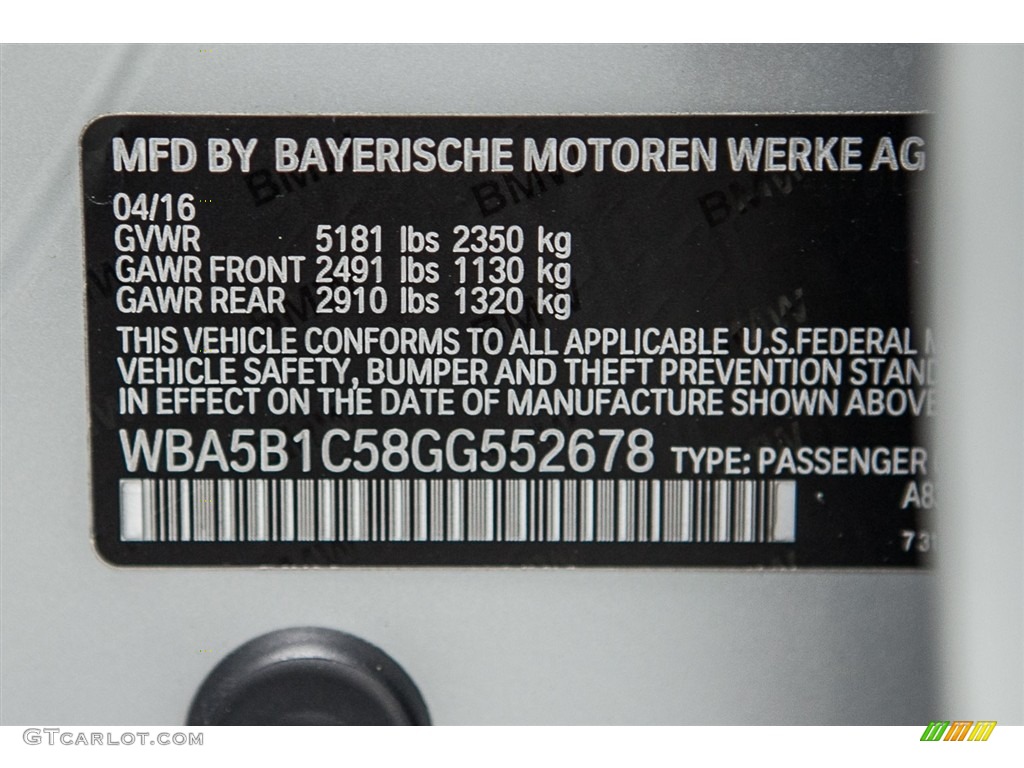 MFD BY BAYERISCHE MOTOREN WERKE AG
04/16
GVWR 5181 lbs 2350 kg
GAWR FRONT 2491 lbs 1130 kg
GAWR REAR 2910 lbs 1320 kg
THIS VEHICLE CONFORMS TO ALL APPLICABLE U.S.FEDERAL
VEHICLE SAFETY, BUMPER AND THEFT PREVENTION STAND
IN EFFECT ON THE DATE OF MANUFACTURE SHOWN ABOVE
WBA5B1C58GG552678 TYPE: PASSENGER
GTCARLOT.COM